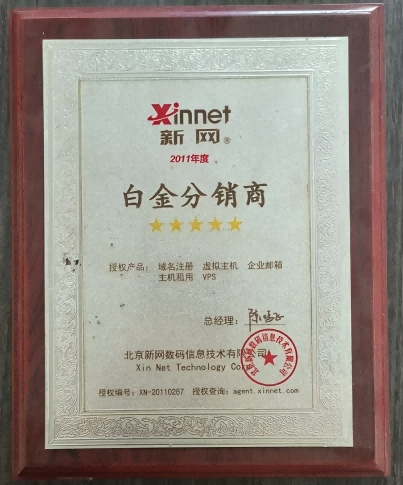 Xinnet
新网®
2011年度
白金分销商
授权产品: 域名注册 虚拟主机 企业邮箱
主机租用 VPS
总经理:
北京新网数码信息技术有限公司
Xin Net Technology Corp
授权编号: XN-20110267 授权查询: agent.xinnet.com